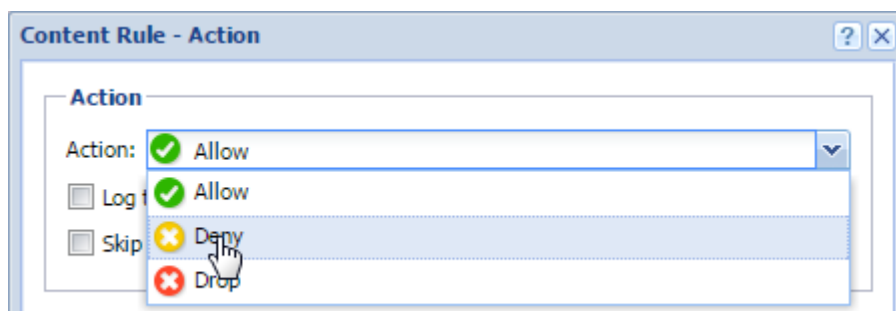 Content Rule - Action
Action
Action: Allow
Allow
Log
Deny
Skip
Drop